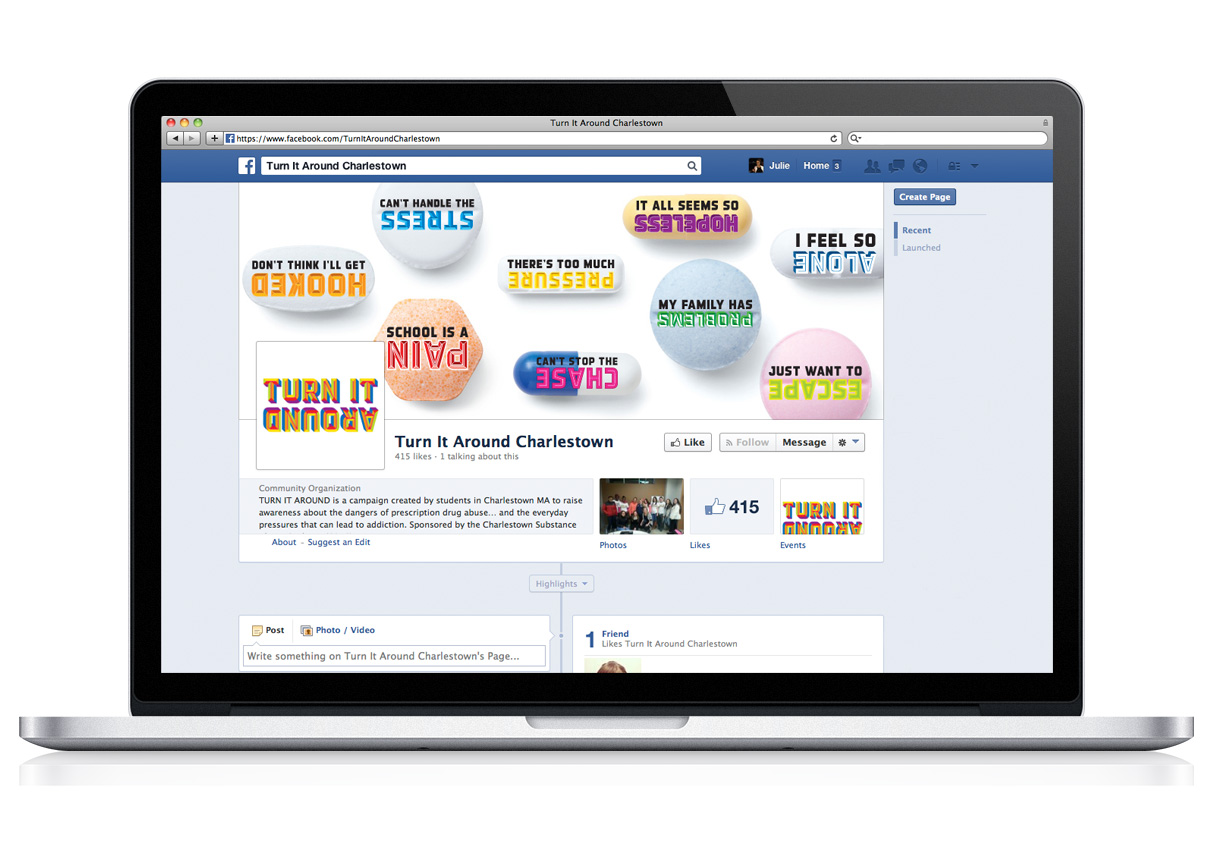 Turn It Around Charlestown
https://www.facebook.com/TurnItAroundCharlestown
Turn It Around Charlestown
Julie
Home 3
Create Page
Recent
Launched
CAN'T HANDLE THE
STRESS
IT ALL SEEMS SO
HOPELESS
I FEEL SO
ALONE
DON'T THINK I'LL GET
HOOKED
THERE'S TOO MUCH
PRESSURE
MY FAMILY HAS
PROBLEMS
SCHOOL IS A
PAIN
CAN'T STOP THE
CHASE
JUST WANT TO
ESCAPE
TURN IT
AROUND
Turn It Around Charlestown
415 likes · 1 talking about this
Like
Follow
Message
Community Organization
TURN IT AROUND is a campaign created by students in Charlestown MA to raise
awareness about the dangers of prescription drug abuse... and the everyday
pressures that can lead to addiction. Sponsored by the Charlestown Substance
About - Suggest an Edit
Photos
415
Likes
TURN IT
AROUND
Events
Highlights
Post
Photo / Video
Write something on Turn It Around Charlestown's Page...
1
Friend
Likes Turn It Around Charlestown